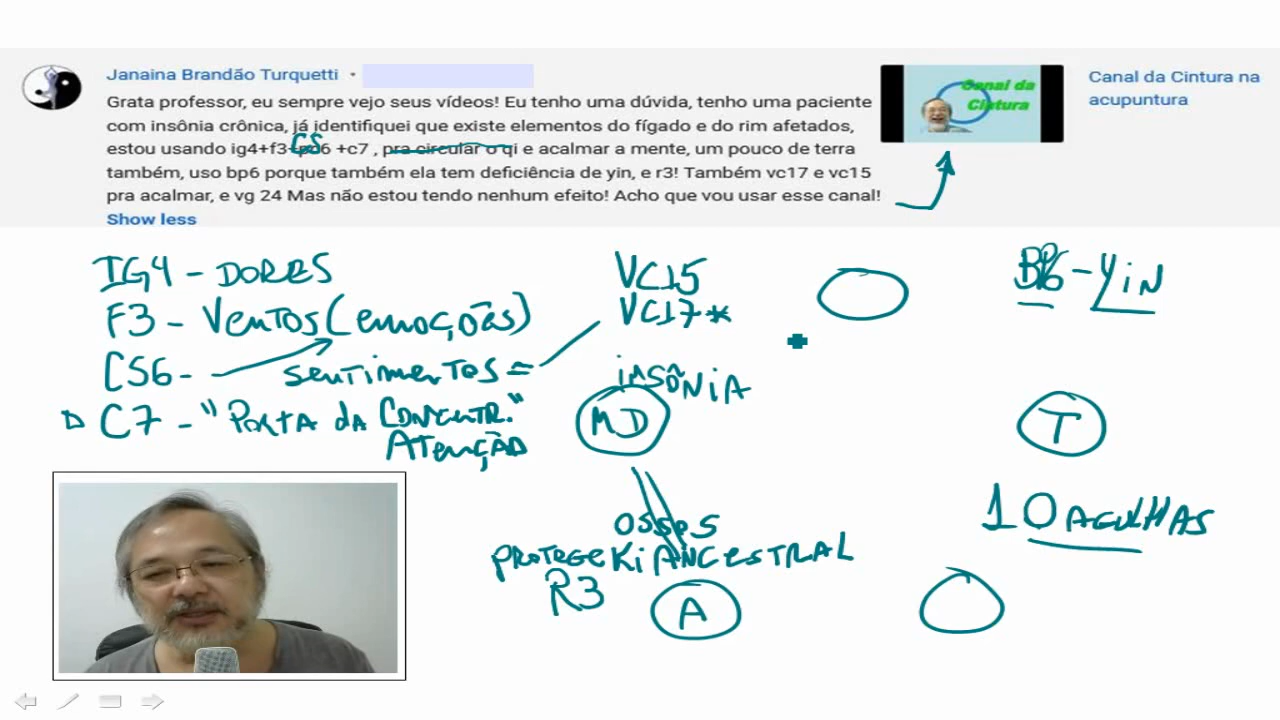 Janaina Brandão Turquetti •
Grata professor, eu sempre vejo seus vídeos! Eu tenho uma dúvida, tenho uma paciente
com insônia crônica, já identifiquei que existe elementos do fígado e do rim afetados,
CS
estou usando ig4+f3+pc6 +c7 , pra circular o qi e acalmar a mente, um pouco de terra
também, uso bp6 porque também ela tem deficiência de yin, e r3! Também vc17 e vc15
pra acalmar, e vg 24 Mas não estou tendo nenhum efeito! Acho que vou usar esse canal!
Show less
Canal da
Cintura
Canal da Cintura na
acupuntura
IG4 - DORES
F3 - Ventos (emoções)
CS6 - sentimentos =
C7 - "Porta da Concentr."
Atenção
VC15
VC17*
insônia
MD
BP6 - Yin
T
10 AGULHAS
OSSOS
PROTEGE Ki ANCESTRAL
R3
A